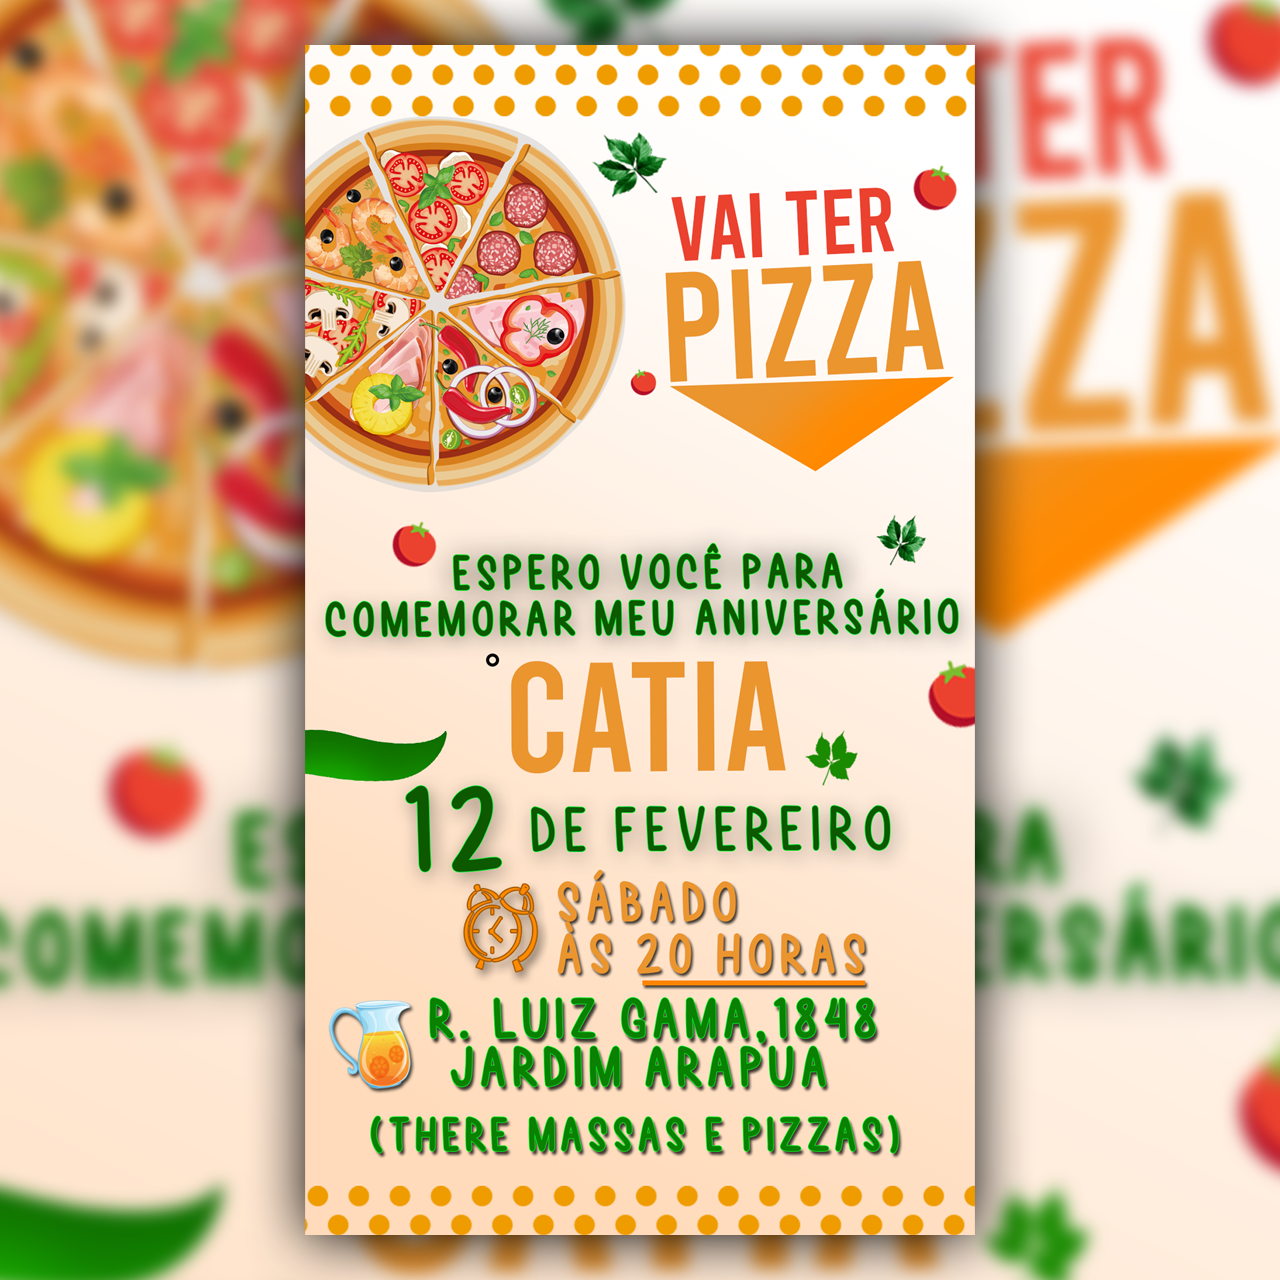 VAI TER
PIZZA
ESPERO VOCÊ PARA
COMEMORAR MEU ANIVERSÁRIO
CATIA
12 DE FEVEREIRO
SÁBADO
ÀS 20 HORAS
R. LUIZ GAMA,1848
JARDIM ARAPUA
(THERE MASSAS E PIZZAS)